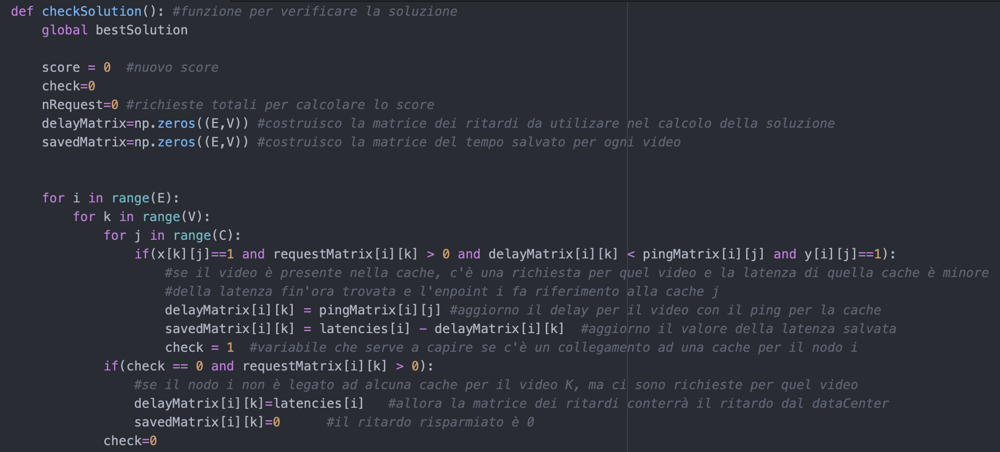 def checkSolution(): #funzione per verificare la soluzione
    global bestSolution
    score = 0  #nuovo score
    check=0
    nRequest=0 #richieste totali per calcolare lo score
    delayMatrix=np.zeros((E,V)) #costruisco la matrice dei ritardi da utilizare nel calcolo della soluzione
    savedMatrix=np.zeros((E,V)) #costruisco la matrice del tempo salvato per ogni video
    for i in range(E):
        for k in range(V):
            for j in range(C):
                if(x[k][j]==1 and requestMatrix[i][k] > 0 and delayMatrix[i][k] < pingMatrix[i][j] and y[i][j]==1):
                    #se il video è presente nella cache, c'è una richiesta per quel video e la latenza di quella cache è minore
                    #della latenza fin'ora trovata e l'enpoint i fa riferimento alla cache j
                    delayMatrix[i][k] = pingMatrix[i][j] #aggiorno il delay per il video con il ping per la cache
                    savedMatrix[i][k] = latencies[i] - delayMatrix[i][k]  #aggiorno il valore della latenza salvata
                    check = 1  #variabile che serve a capire se c'è un collegamento ad una cache per il nodo i
            if(check == 0 and requestMatrix[i][k] > 0):
                #se il nodo i non è legato ad alcuna cache per il video K, ma ci sono richieste per quel video
                delayMatrix[i][k]=latencies[i]   #allora la matrice dei ritardi conterrà il ritardo dal dataCenter
                savedMatrix[i][k]=0      #il ritardo risparmiato è 0
            check=0